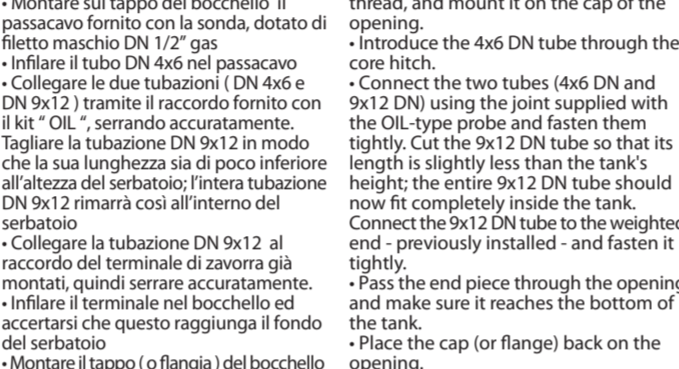 • Montare sul tappo del bocchello il
passacavo fornito con la sonda, dotato di
filetto maschio DN 1/2” gas
• Infilare il tubo DN 4x6 nel passacavo
• Collegare le due tubazioni ( DN 4x6 e
DN 9x12 ) tramite il raccordo fornito con
il kit “ OIL “, serrando accuratamente.
Tagliare la tubazione DN 9x12 in modo
che la sua lunghezza sia di poco inferiore
all’altezza del serbatoio; l’intera tubazione
DN 9x12 rimarrà così all’interno del
serbatoio
• Collegare la tubazione DN 9x12 al
raccordo del terminale di zavorra già
montati, quindi serrare accuratamente.
• Infilare il terminale nel bocchello ed
accertarsi che questo raggiunga il fondo
del serbatoio
• Montare il tappo ( o flangia ) del bocchello
thread, and mount it on the cap of the
opening.
• Introduce the 4x6 DN tube through the
core hitch.
• Connect the two tubes (4x6 DN and
9x12 DN) using the joint supplied with
the OIL-type probe and fasten them
tightly. Cut the 9x12 DN tube so that its
length is slightly less than the tank's
height; the entire 9x12 DN tube should
now fit completely inside the tank.
Connect the 9x12 DN tube to the weighted
end - previously installed - and fasten it
tightly.
• Pass the end piece through the opening
and make sure it reaches the bottom of
the tank.
• Place the cap (or flange) back on the
opening.